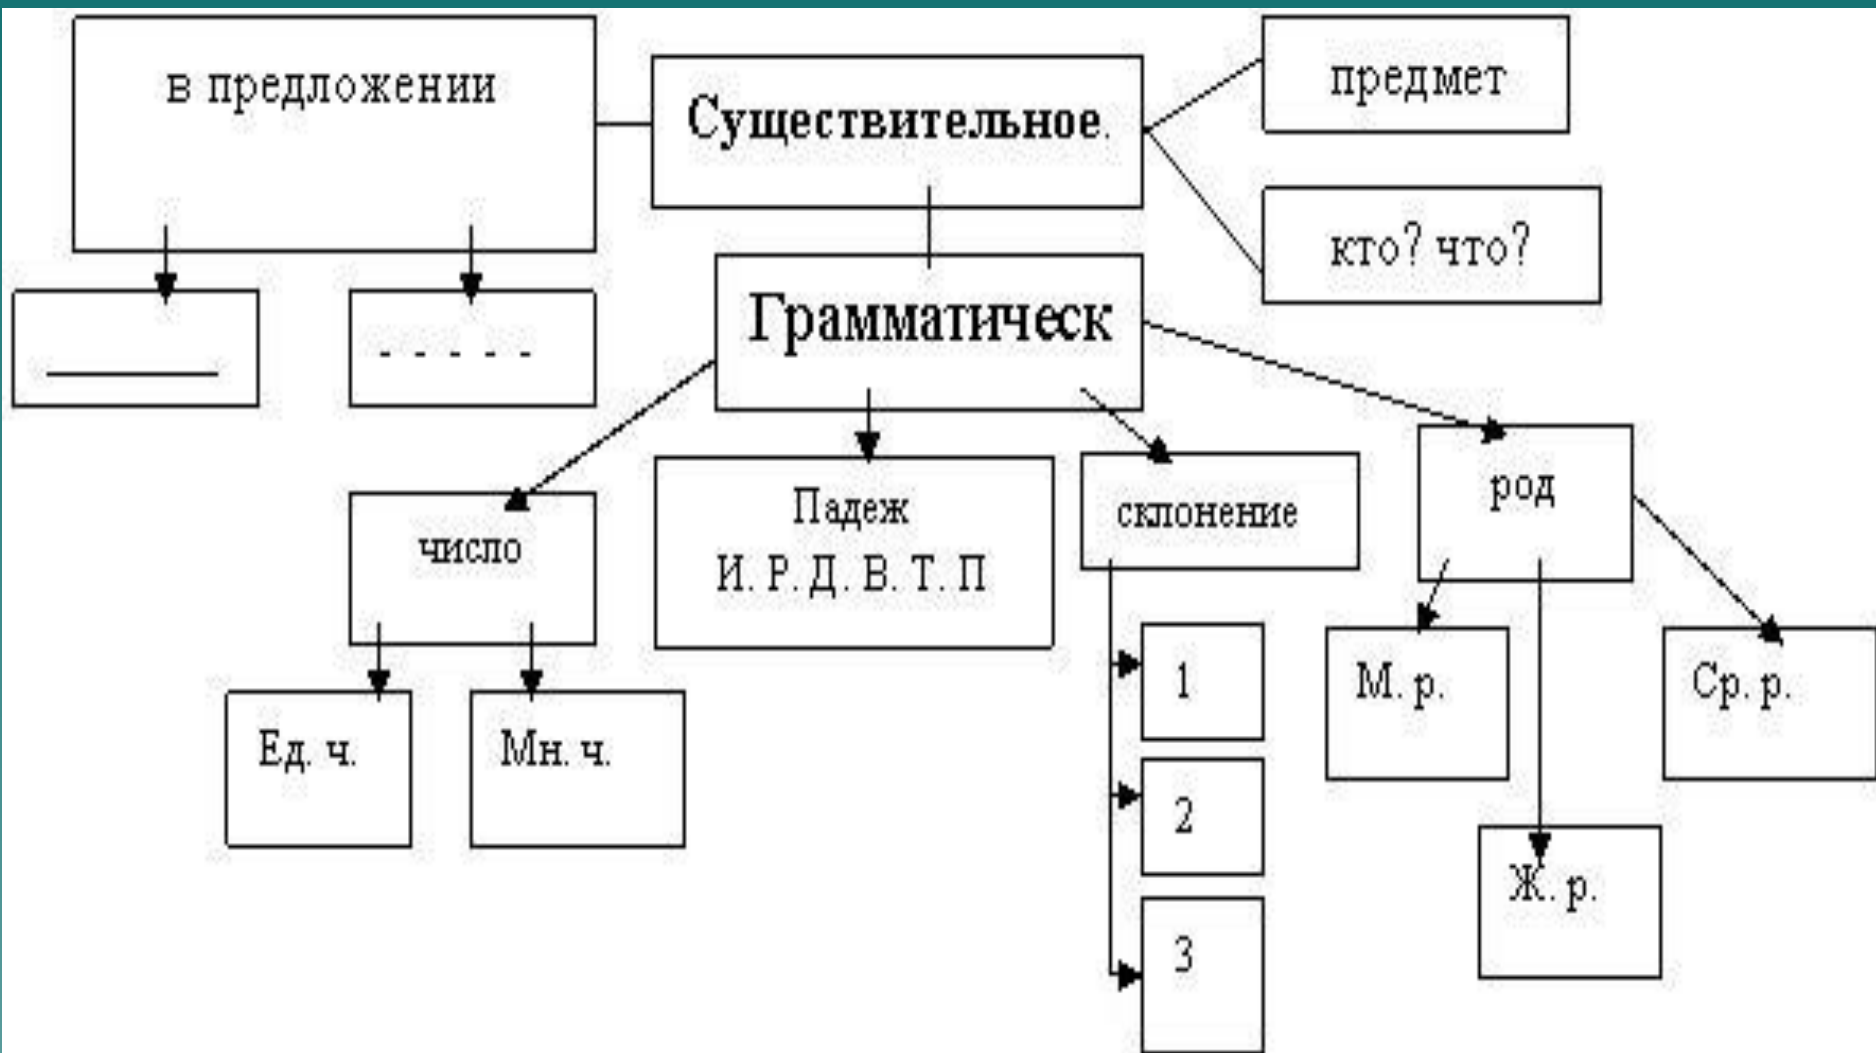 в предложении
Существительное.
предмет
кто? что?
- - - - -
Грамматическ
число
Падеж
И. Р. Д. В. Т. П
склонение
род
Ед. ч.
Мн. ч.
1
2
3
М. р.
Ж. р.
Ср. р.